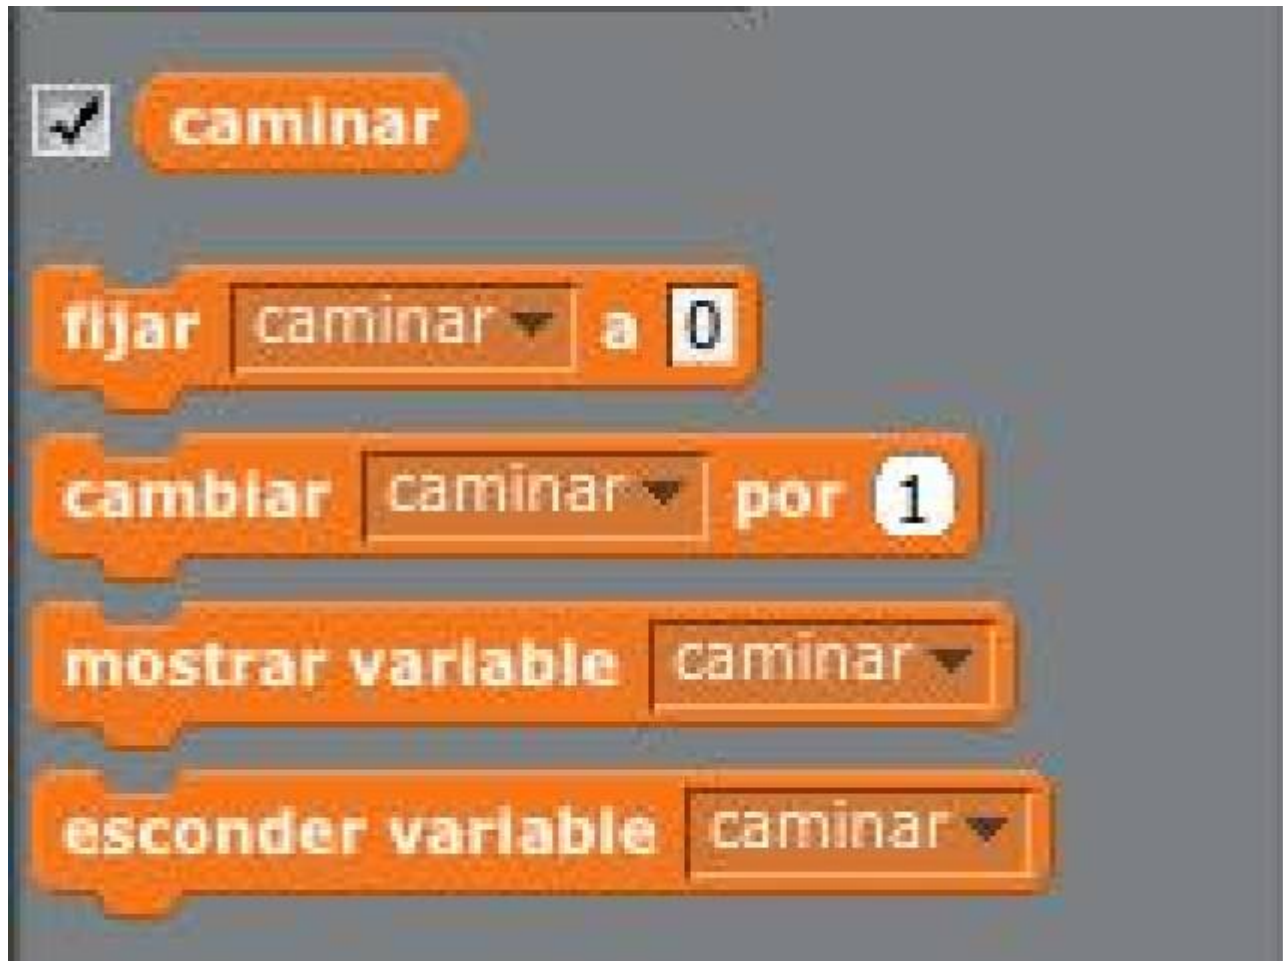 caminar
fijar caminar a 0
cambiar caminar por 1
mostrar variable caminar
esconder variable caminar